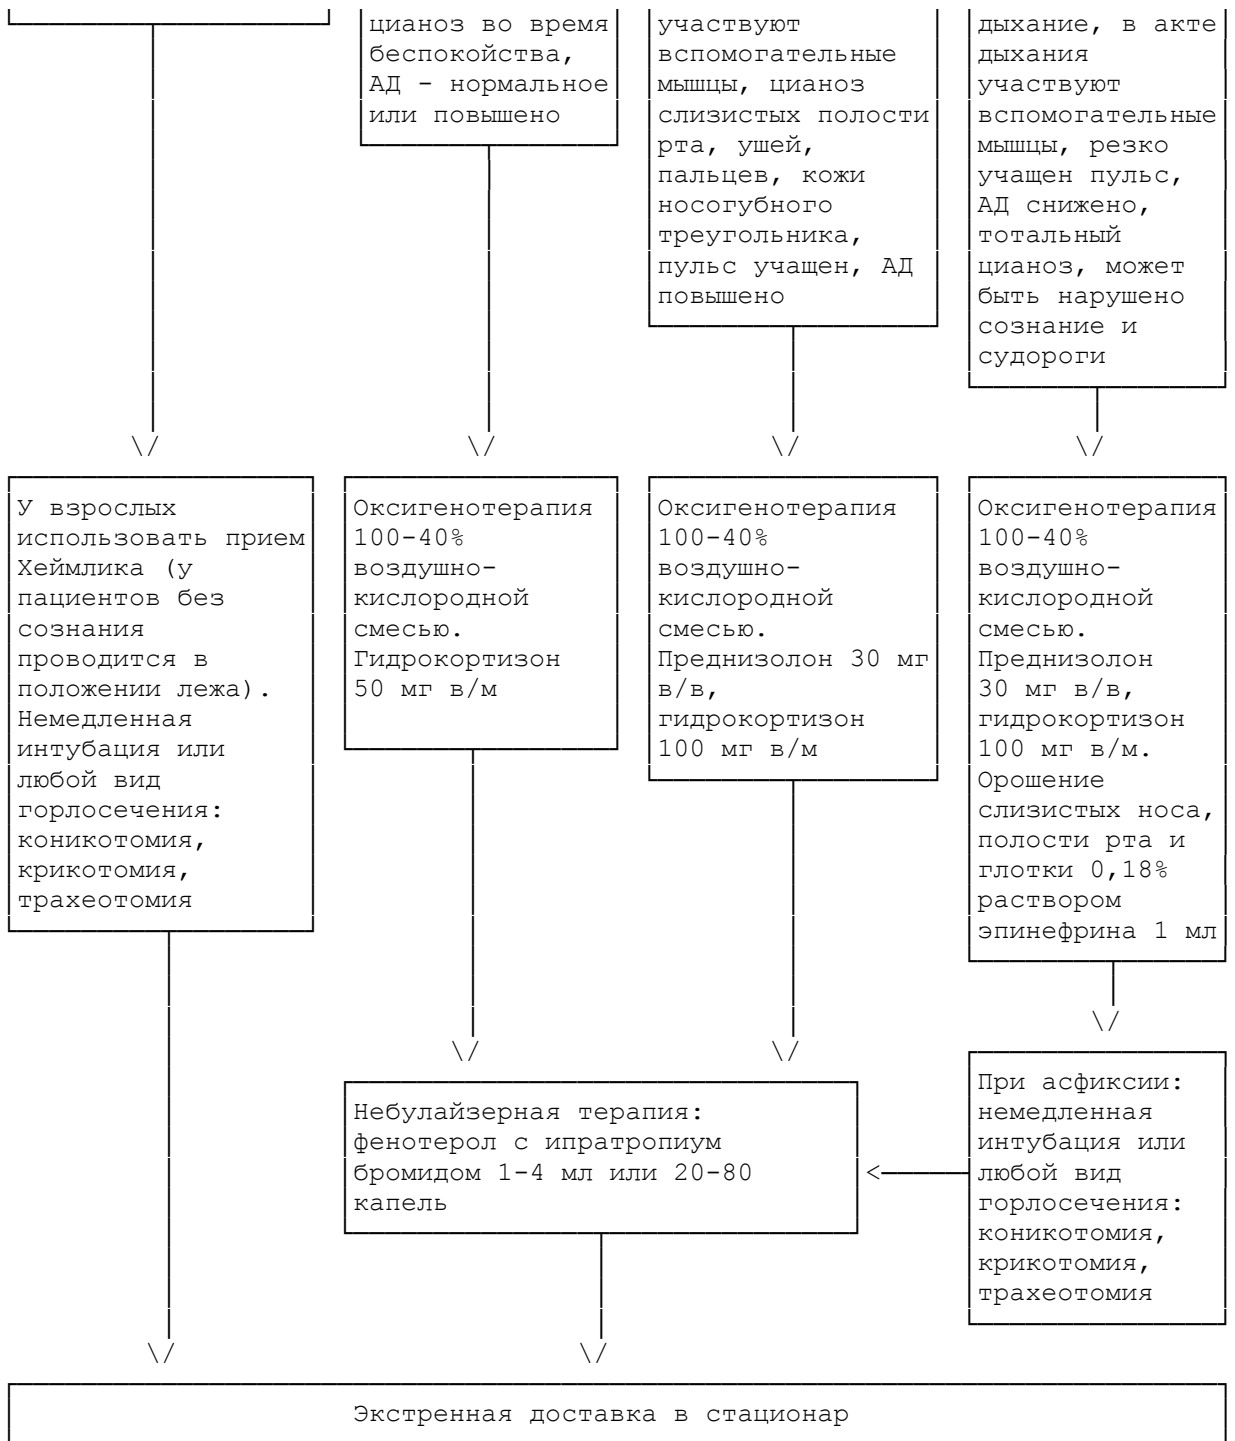 цианоз во время
беспокойства,
АД - нормальное
или повышено
участвуют
вспомогательные
мышцы, цианоз
слизистых полости
рта, ушей,
пальцев, кожи
носогубного
треугольника,
пульс учащен, АД
повышено
дыхание, в акте
дыхания
участвуют
вспомогательные
мышцы, резко
учащен пульс,
АД снижено,
тотальный
цианоз, может
быть нарушено
сознание и
судороги
У взрослых
использовать прием
Хеймлика (у
пациентов без
сознания
проводится в
положении лежа).
Немедленная
интубация или
любой вид
горлосечения:
коникотомия,
крикотомия,
трахеотомия
Оксигенотерапия
100-40%
воздушно-
кислородной
смесью.
Гидрокортизон
50 мг в/м
Оксигенотерапия
100-40%
воздушно-
кислородной
смесью.
Преднизолон 30 мг
в/в,
гидрокортизон
100 мг в/м
Оксигенотерапия
100-40%
воздушно-
кислородной
смесью.
Преднизолон
30 мг в/в,
гидрокортизон
100 мг в/м.
Орошение
слизистых носа,
полости рта и
глотки 0,18%
раствором
эпинефрина 1 мл
Небулайзерная терапия:
фенотерол с ипратропиум
бромидом 1-4 мл или 20-80
капель
При асфиксии:
немедленная
интубация или
любой вид
горлосечения:
коникотомия,
крикотомия,
трахеотомия
Экстренная доставка в стационар